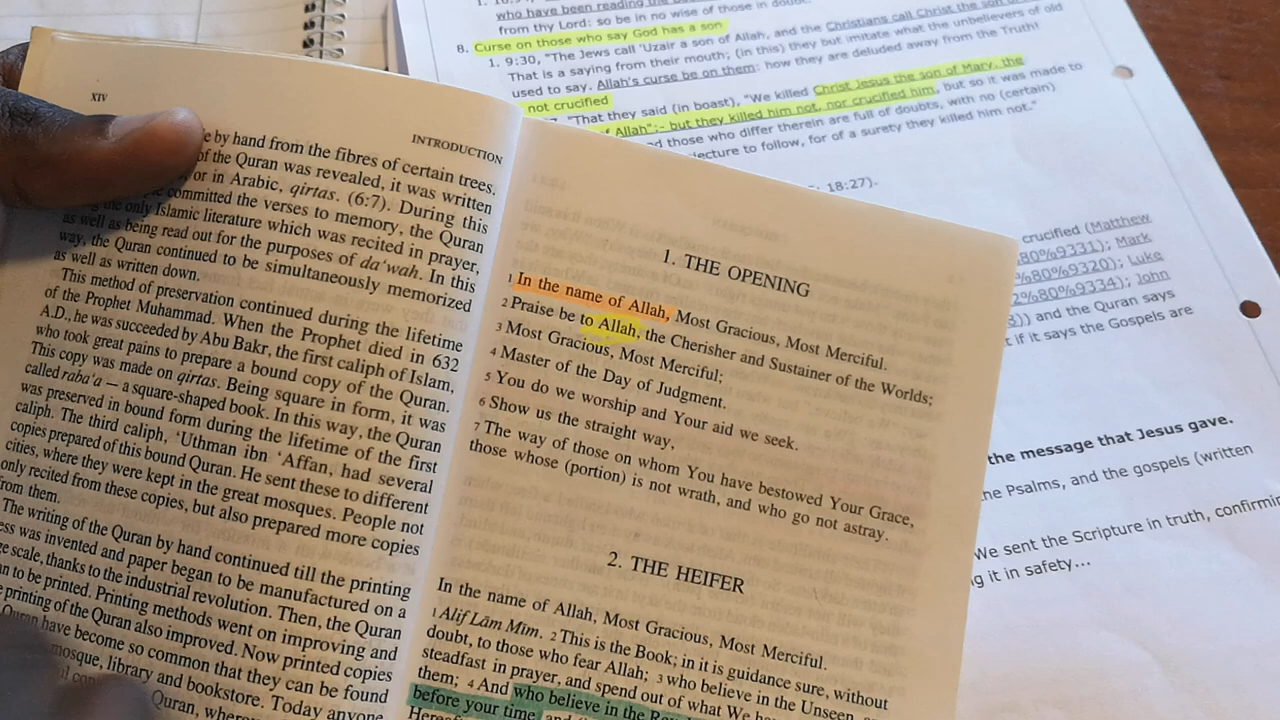 XIV
INTRODUCTION
by hand from the fibres of certain trees.
of the Quran was revealed, it was written
or in Arabic, qirtas. (6:7). During this
committed the verses to memory, the Quran
the only Islamic literature which was recited in prayer,
as well as being read out for the purposes of da‘wah. In this
way, the Quran continued to be simultaneously memorized
as well as written down.
This method of preservation continued during the lifetime
of the Prophet Muhammad. When the Prophet died in 632
A.D., he was succeeded by Abu Bakr, the first caliph of Islam,
who took great pains to prepare a bound copy of the Quran.
This copy was made on qirtas. Being square in form, it was
called raba‘a — a square-shaped book. In this way, the Quran
was preserved in bound form during the lifetime of the first
caliph. The third caliph, ‘Uthman ibn ‘Affan, had several
copies prepared of this bound Quran. He sent these to different
cities, where they were kept in the great mosques. People not
only recited from these copies, but also prepared more copies
from them.
The writing of the Quran by hand continued till the printing
was invented and paper began to be manufactured on a
scale, thanks to the industrial revolution. Then, the Quran
to be printed. Printing methods went on improving and
printing of the Quran also improved. Now printed copies
Quran have become so common that they can be found
mosque, library and bookstore. Today anyone
Quran,
1. THE OPENING
1 In the name of Allah, Most Gracious, Most Merciful.
2 Praise be to Allah, the Cherisher and Sustainer of the Worlds;
3 Most Gracious, Most Merciful;
4 Master of the Day of Judgment.
5 You do we worship and Your aid we seek.
6 Show us the straight way,
7 The way of those on whom You have bestowed Your Grace,
those whose (portion) is not wrath, and who go not astray.
2. THE HEIFER
In the name of Allah, Most Gracious, Most Merciful.
1 Alif Lām Mim. 2 This is the Book; in it is guidance sure, without
doubt, to those who fear Allah; 3 who believe in the Unseen, are
steadfast in prayer, and spend out of what We
them; 4 And who believe in the
before your time, and
who have been reading the
from thy Lord: so be in no wise of those in doubt.
8. Curse on those who say God has a son
1. 9:30, "The Jews call 'Uzair a son of Allah, and the Christians call Christ the son of
That is a saying from their mouth; (in this) they but imitate what the unbelievers of old
used to say. Allah's curse be on them: how they are deluded away from the Truth!
not crucified
"That they said (in boast), "We killed Christ Jesus the son of Mary, the
of Allah";- but they killed him not, nor crucified him, but so it was made to
those who differ therein are full of doubts, with no (certain)
to follow, for of a surety they killed him not."
18:27).
crucified (Matthew
%80%9331); Mark
%80%9320); Luke
2%80%9334); John
)) and the Quran says
if it says the Gospels are
the message that Jesus gave.
the Psalms, and the gospels (written
We sent the Scripture in truth, confirmin
it in safety...